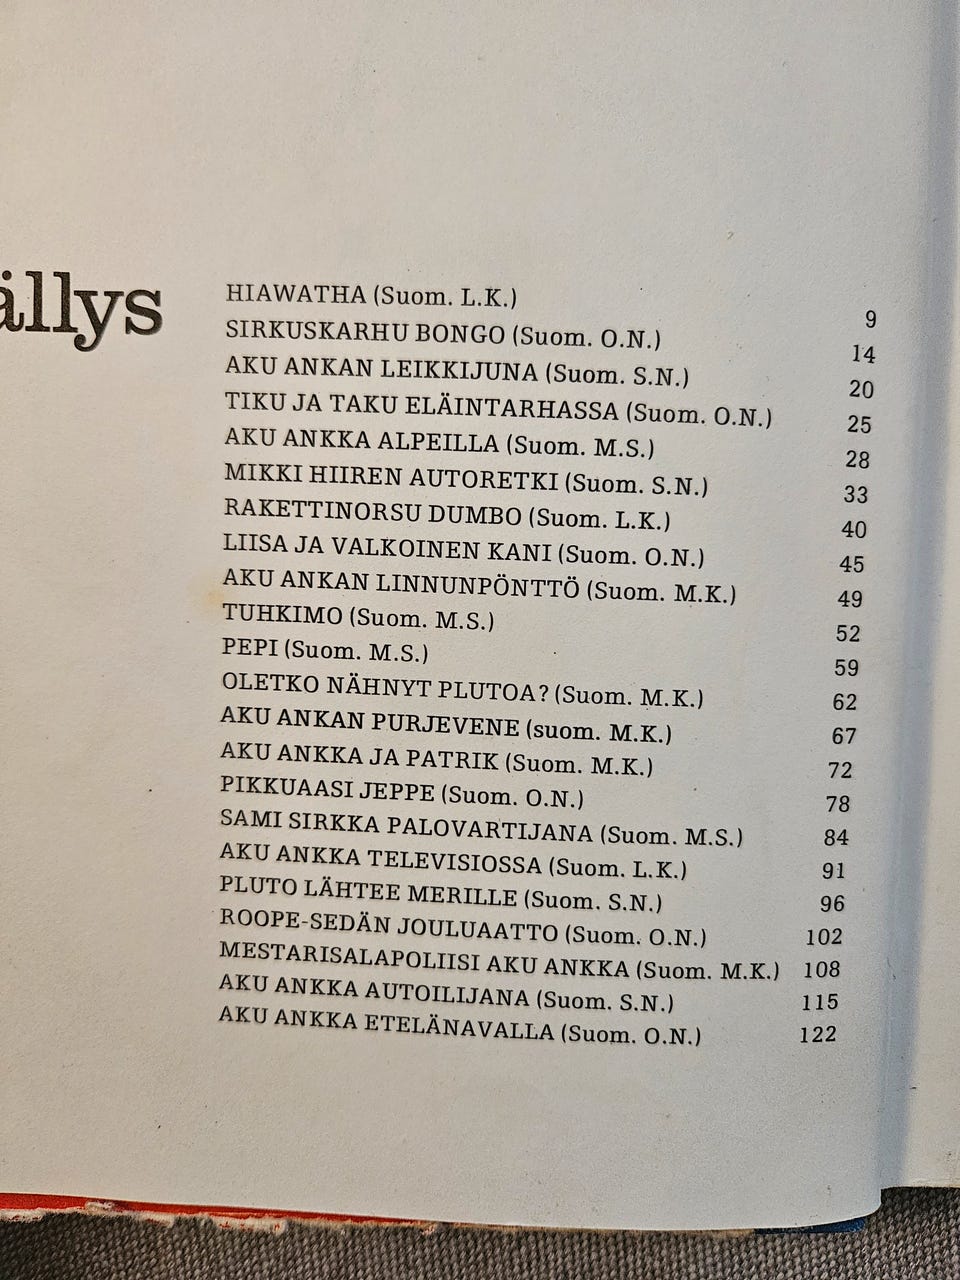 ällys
HIAWATHA (Suom. L.K.) 9
SIRKUSKARHU BONGO (Suom. O.N.) 14
AKU ANKAN LEIKKIJUNA (Suom. S.N.) 20
TIKU JA TAKU ELÄINTARHASSA (Suom. O.N.) 25
AKU ANKKA ALPEILLA (Suom. M.S.) 28
MIKKI HIIREN AUTORETKI (Suom. S.N.) 33
RAKETTINORSU DUMBO (Suom. L.K.) 40
LIISA JA VALKOINEN KANI (Suom. O.N.) 45
AKU ANKAN LINNUNPÖNTTÖ (Suom. M.K.) 49
TUHKIMO (Suom. M.S.) 52
PEPI (Suom. M.S.) 59
OLETKO NÄHNYT PLUTOA? (Suom. M.K.) 62
AKU ANKAN PURJEVENE (suom. M.K.) 67
AKU ANKKA JA PATRIK (Suom. M.K.) 72
PIKKUAASI JEPPE (Suom. O.N.) 78
SAMI SIRKKA PALOVARTIJANA (Suom. M.S.) 84
AKU ANKKA TELEVISIOSSA (Suom. L.K.) 91
PLUTO LÄHTEE MERILLE (Suom. S.N.) 96
ROOPE-SEDÄN JOULUAATTO (Suom. O.N.) 102
MESTARISALAPOLIISI AKU ANKKA (Suom. M.K.) 108
AKU ANKKA AUTOILIJANA (Suom. S.N.) 115
AKU ANKKA ETELÄNAVALLA (Suom. O.N.) 122